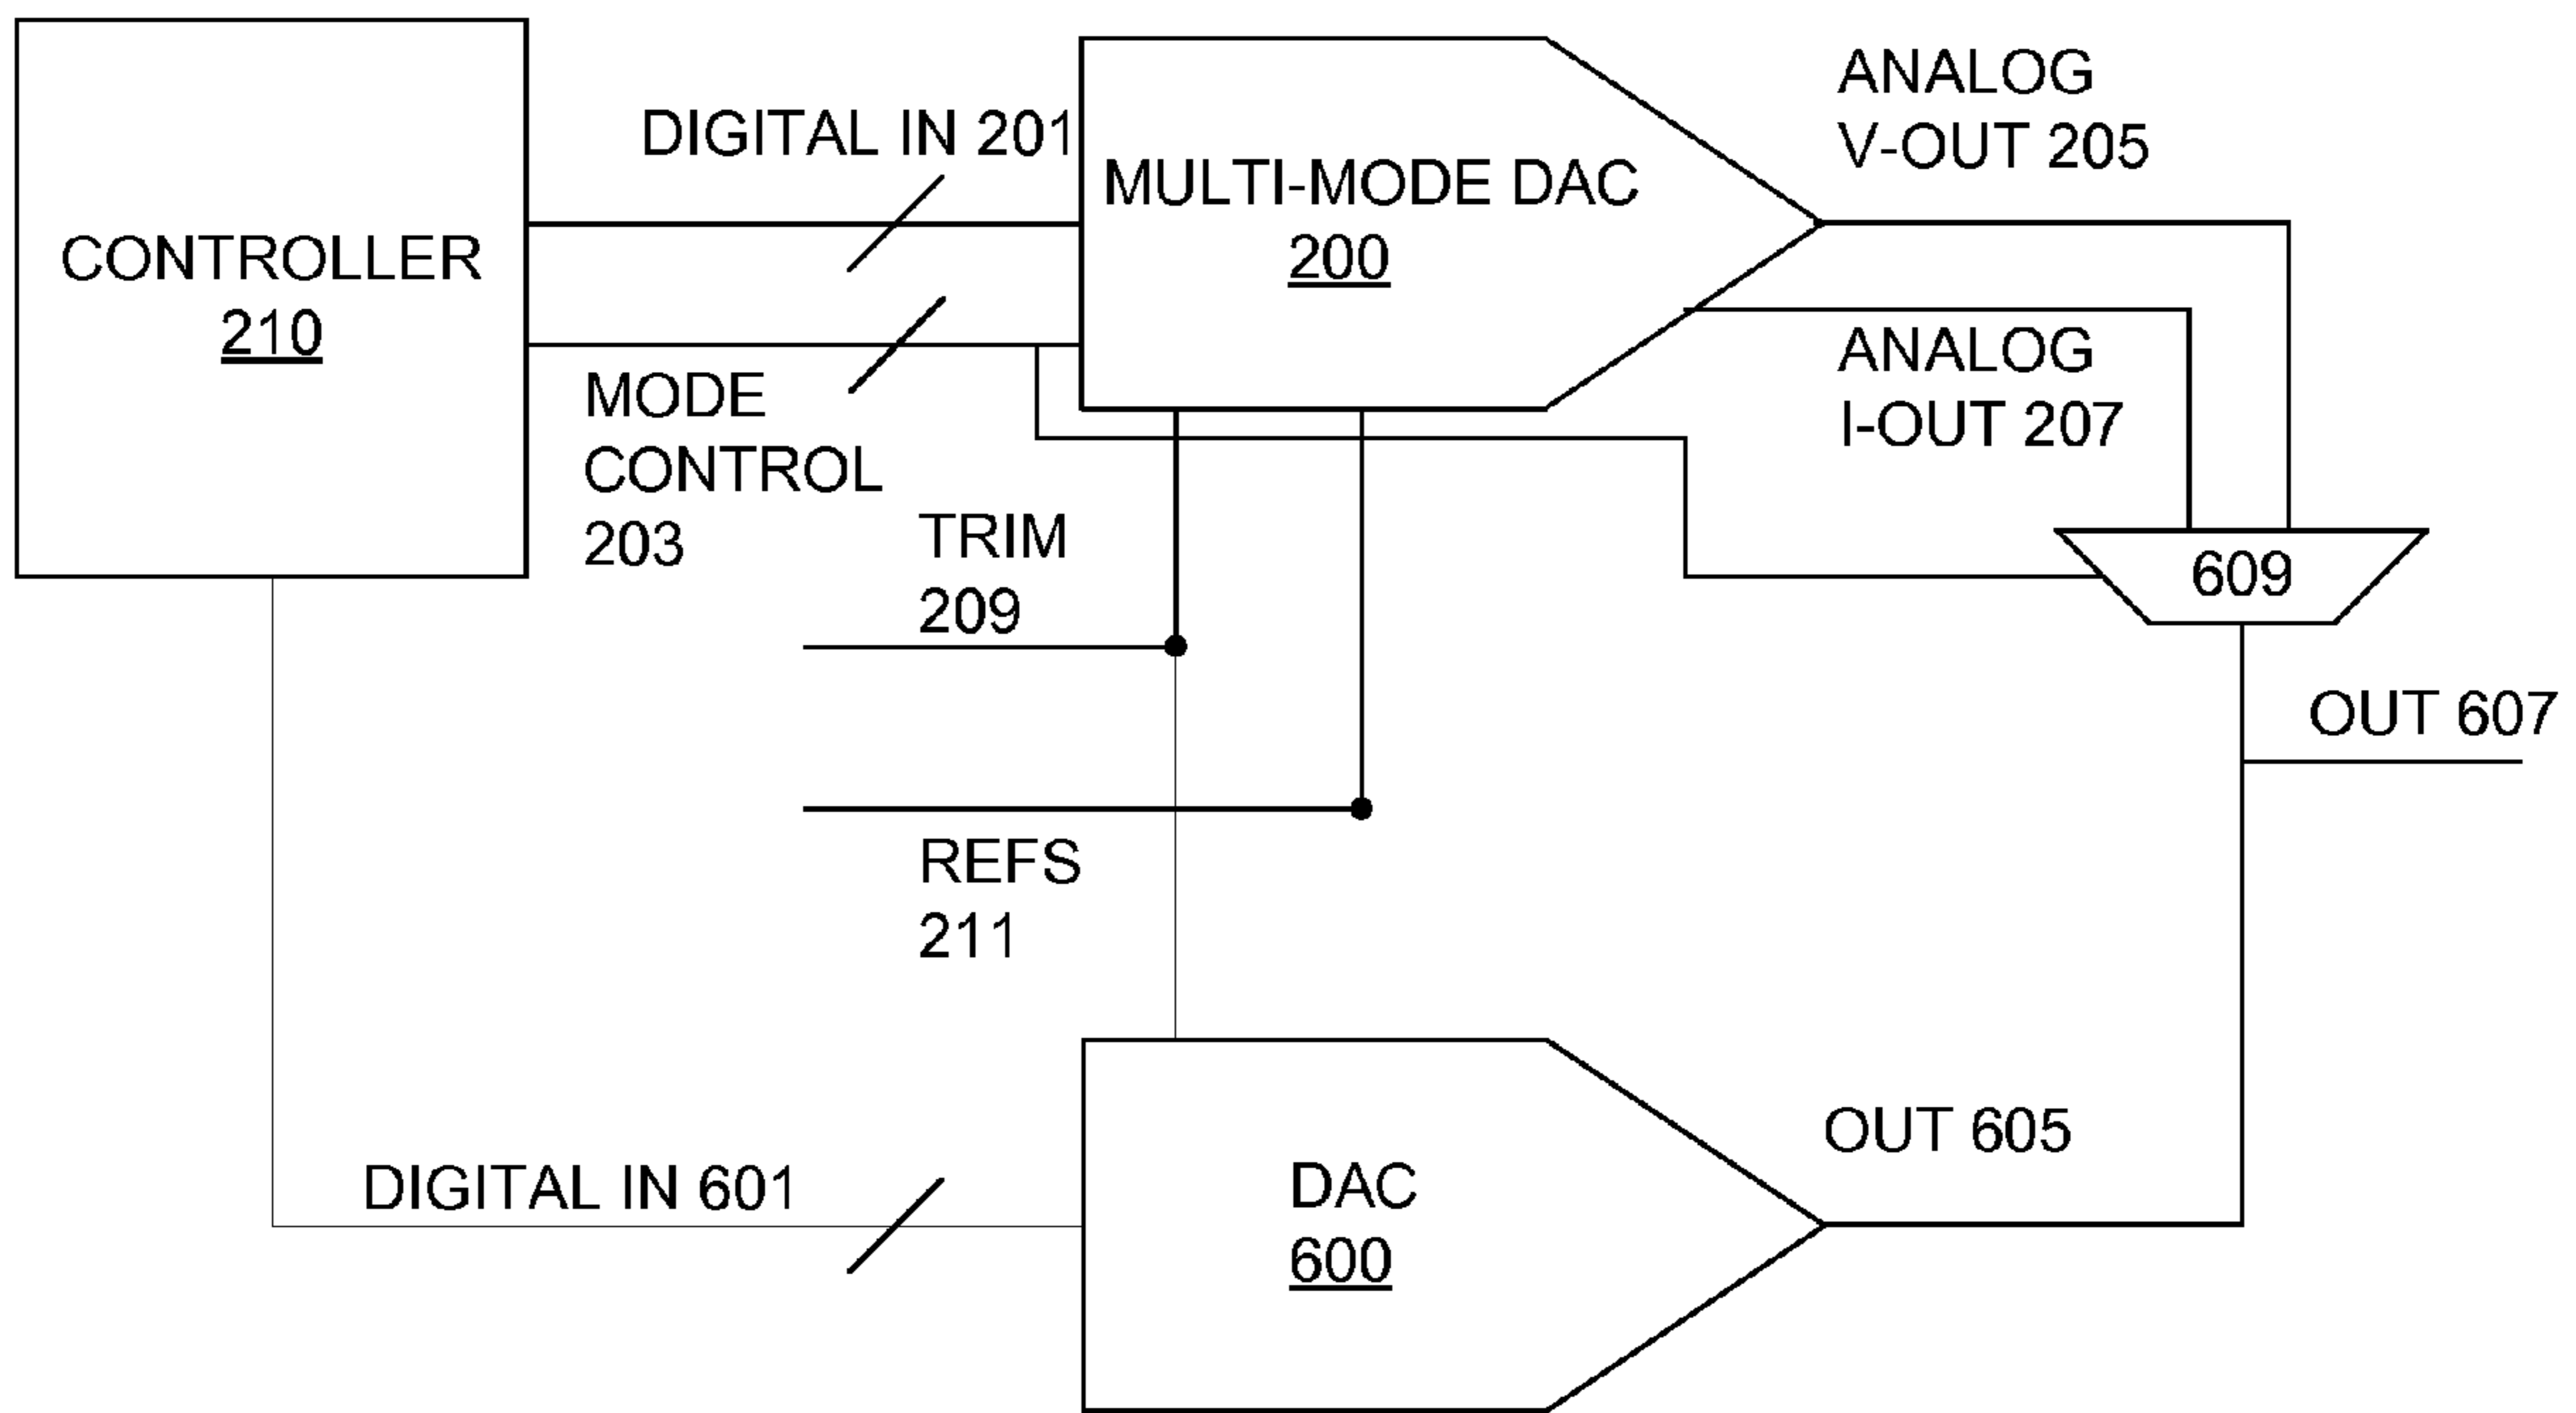 CONTROLLER
210
DIGITAL IN 201
MODE
CONTROL
203
MULTI-MODE DAC
200
ANALOG
V-OUT 205
ANALOG
I-OUT 207
TRIM
209
609
OUT 607
REFS
211
DIGITAL IN 601
DAC
600
OUT 605